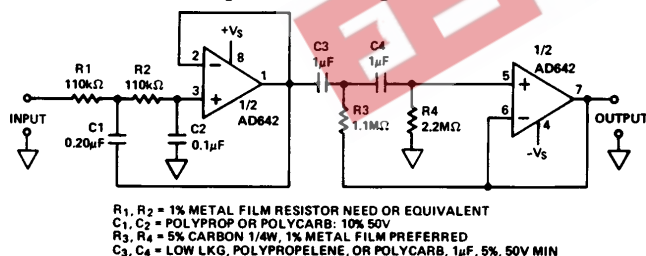 +VS
C3
1µF
C4
1µF
1/2
AD642
R1
110kΩ
R2
110kΩ
2
8
3
1
1/2
AD642
5
6
7
4
-VS
INPUT
OUTPUT
C1
0.20µF
C2
0.1µF
R3
1.1MΩ
R4
2.2MΩ
R1, R2 = 1% METAL FILM RESISTOR NEED OR EQUIVALENT
C1, C2 = POLYPROP OR POLYCARB: 10% 50V
R3, R4 = 5% CARBON 1/4W, 1% METAL FILM PREFERRED
C3, C4 = LOW LKG, POLYPROPELENE, OR POLYCARB, 1µF, 5%, 50V MIN